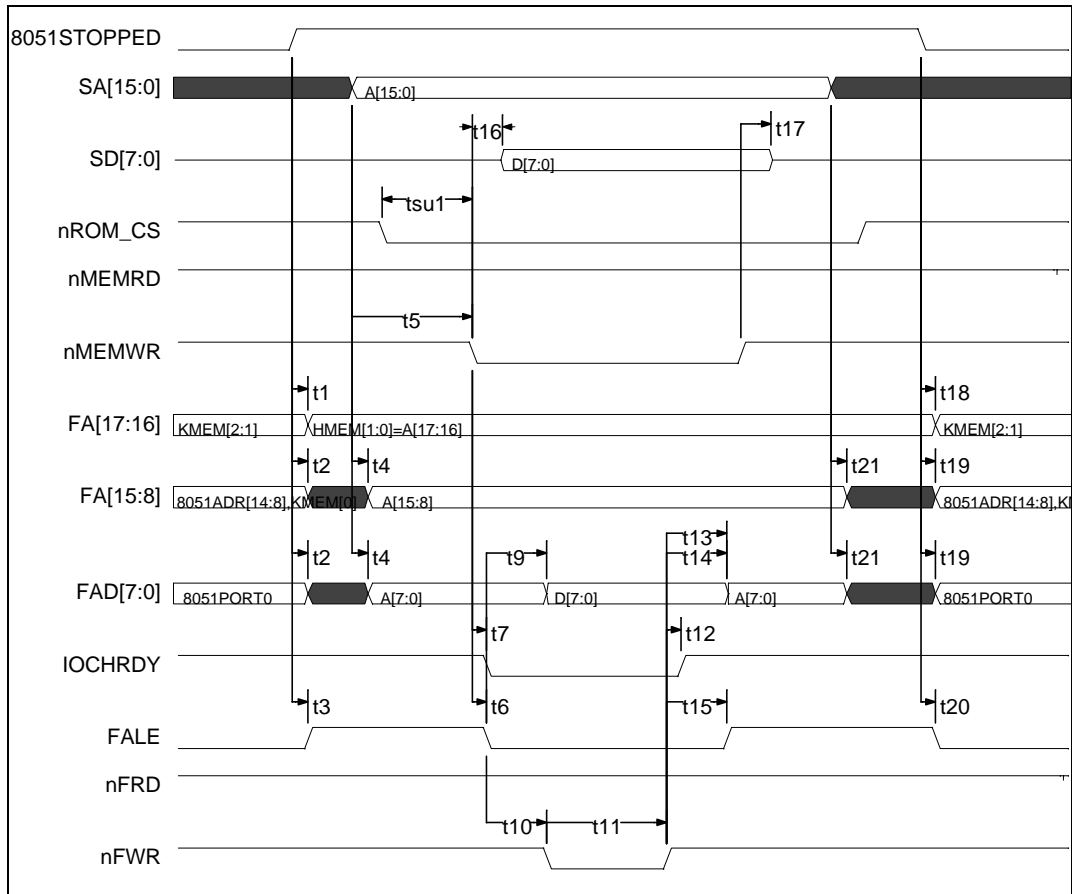 8051STOPPED
SA[15:0]
A[15:0]
t16
t17
SD[7:0]
D[7:0]
tsu1
nROM_CS
nMEMRD
t5
nMEMWR
t1
t18
FA[17:16]
KMEM[2:1]
HMEM[1:0]=A[17:16]
KMEM[2:1]
t2
t4
t21
t19
FA[15:8]
8051ADR[14:8],KMEM[0]
A[15:8]
8051ADR[14:8],KM
t13
t2
t4
t9
t14
t21
t19
FAD[7:0]
8051PORT0
A[7:0]
D[7:0]
A[7:0]
8051PORT0
t7
t12
IOCHRDY
t3
t6
t15
t20
FALE
nFRD
t10
t11
nFWR